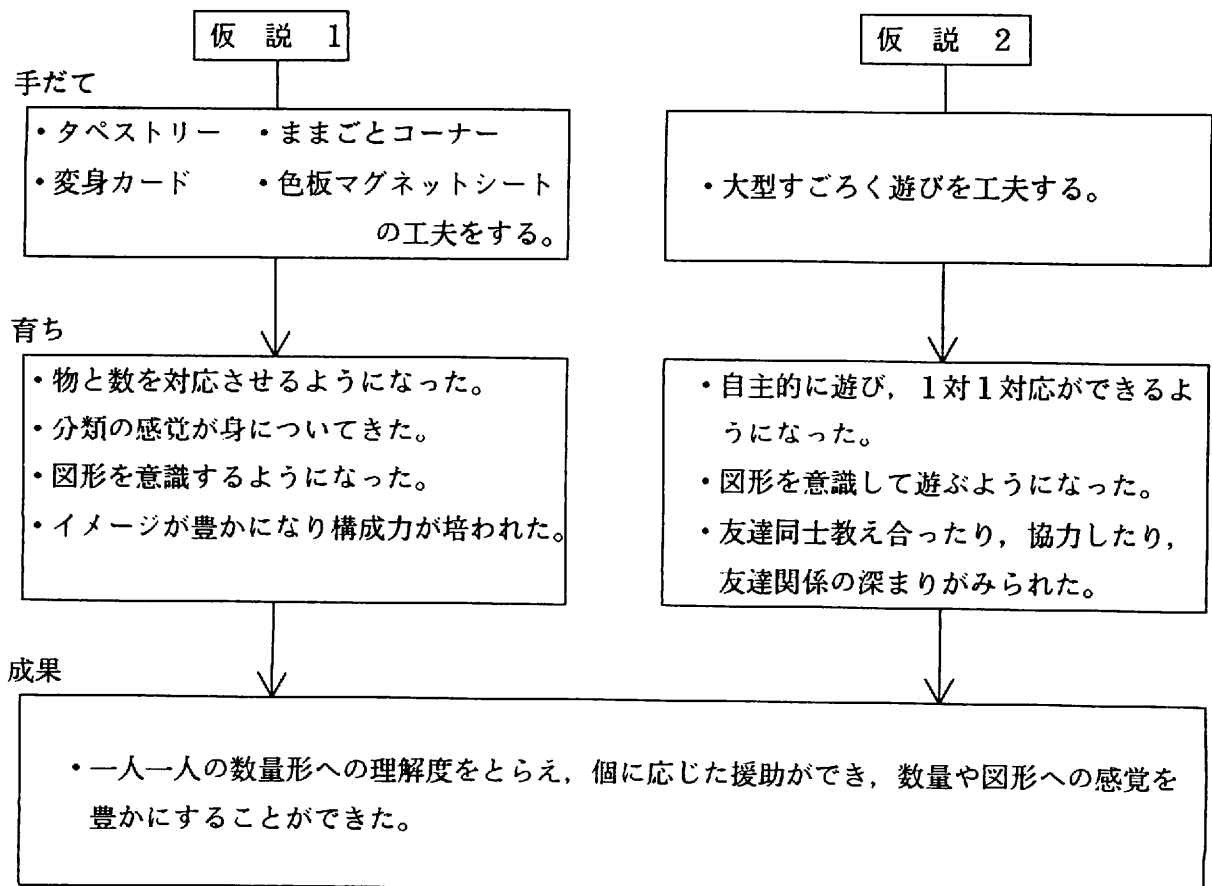 仮 説 1
仮 説 2
手だて
・タペストリー ・ままごとコーナー
・変身カード ・色板マグネットシート
の工夫をする。
・大型すごろく遊びを工夫する。
育ち
・物と数を対応させるようになった。
・分類の感覚が身についてきた。
・図形を意識するようになった。
・イメージが豊かになり構成力が培われた。
・自主的に遊び，1対1対応ができるよ
うになった。
・図形を意識して遊ぶようになった。
・友達同士教え合ったり，協力したり，
友達関係の深まりがみられた。
成果
・一人一人の数量形への理解度をとらえ，個に応じた援助ができ，数量や図形への感覚を
豊かにすることができた。